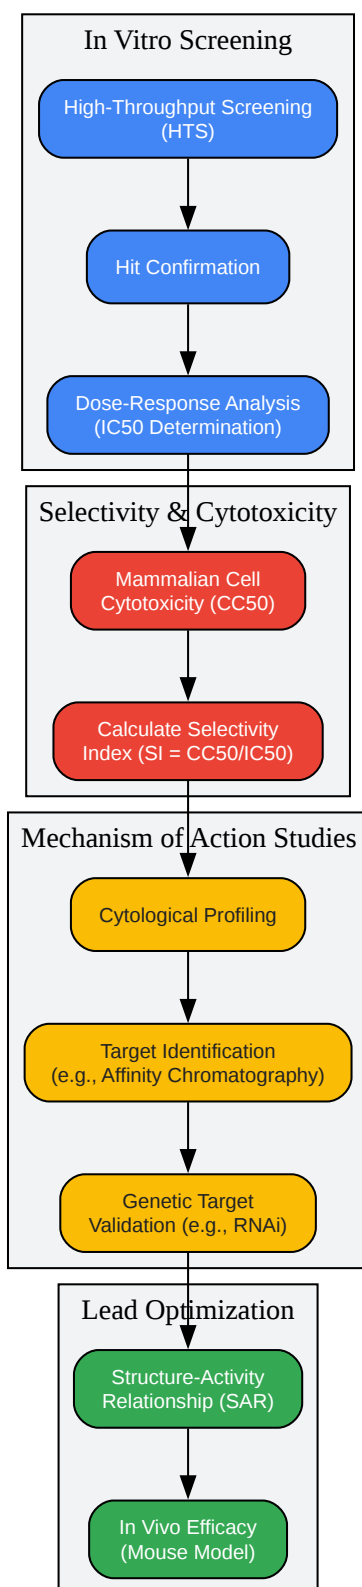 In Vitro Screening
High-Throughput Screening
(HTS)
Hit Confirmation
Dose-Response Analysis
(IC50 Determination)
Selectivity & Cytotoxicity
Mammalian Cell
Cytotoxicity (CC50)
Calculate Selectivity
Index (SI = CC50/IC50)
Mechanism of Action Studies
Cytological Profiling
Target Identification
(e.g., Affinity Chromatography)
Genetic Target
Validation (e.g., RNAi)
Lead Optimization
Structure-Activity
Relationship (SAR)
In Vivo Efficacy
(Mouse Model)